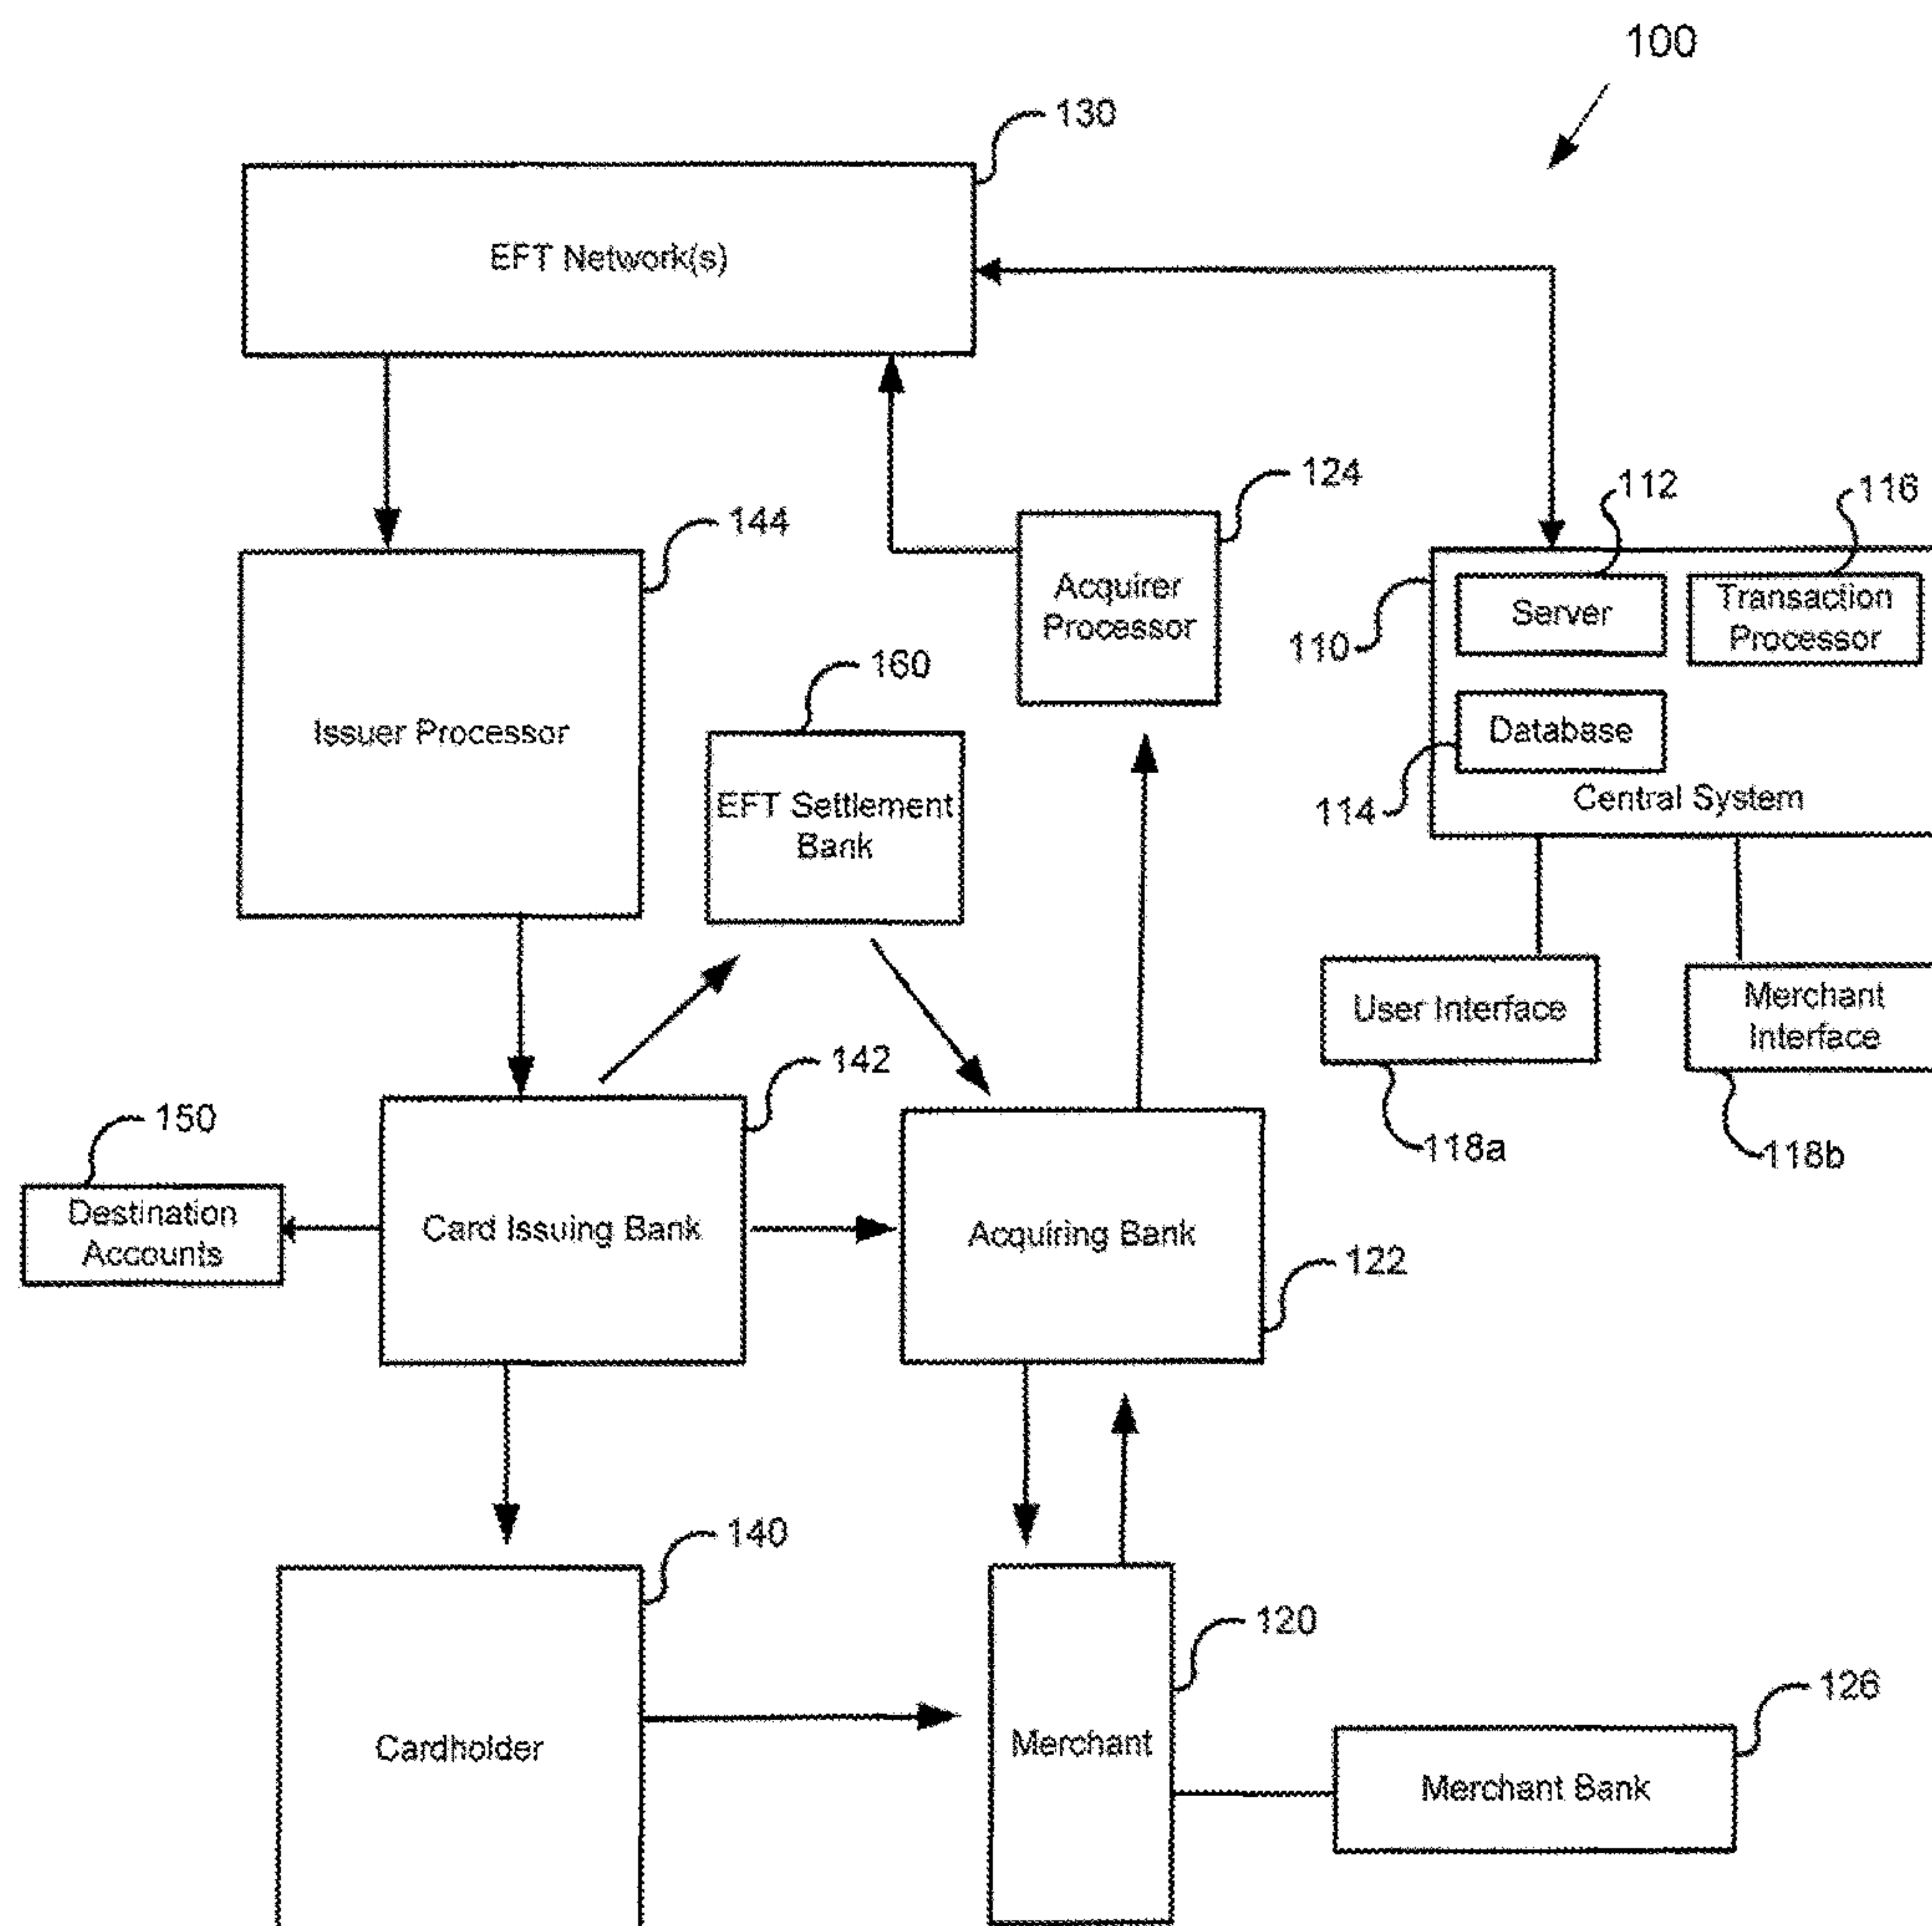 100
130
EFT Network(s)
144
124
112
116
Acquirer
Processor
110
Server
Transaction
Processor
160
Issuer Processor
EFT Settlement
Bank
Database
114
Central System
User Interface
Merchant
Interface
142
118a
118b
150
Destination
Accounts
Card Issuing Bank
Acquiring Bank
122
140
120
126
Cardholder
Merchant
Merchant Bank